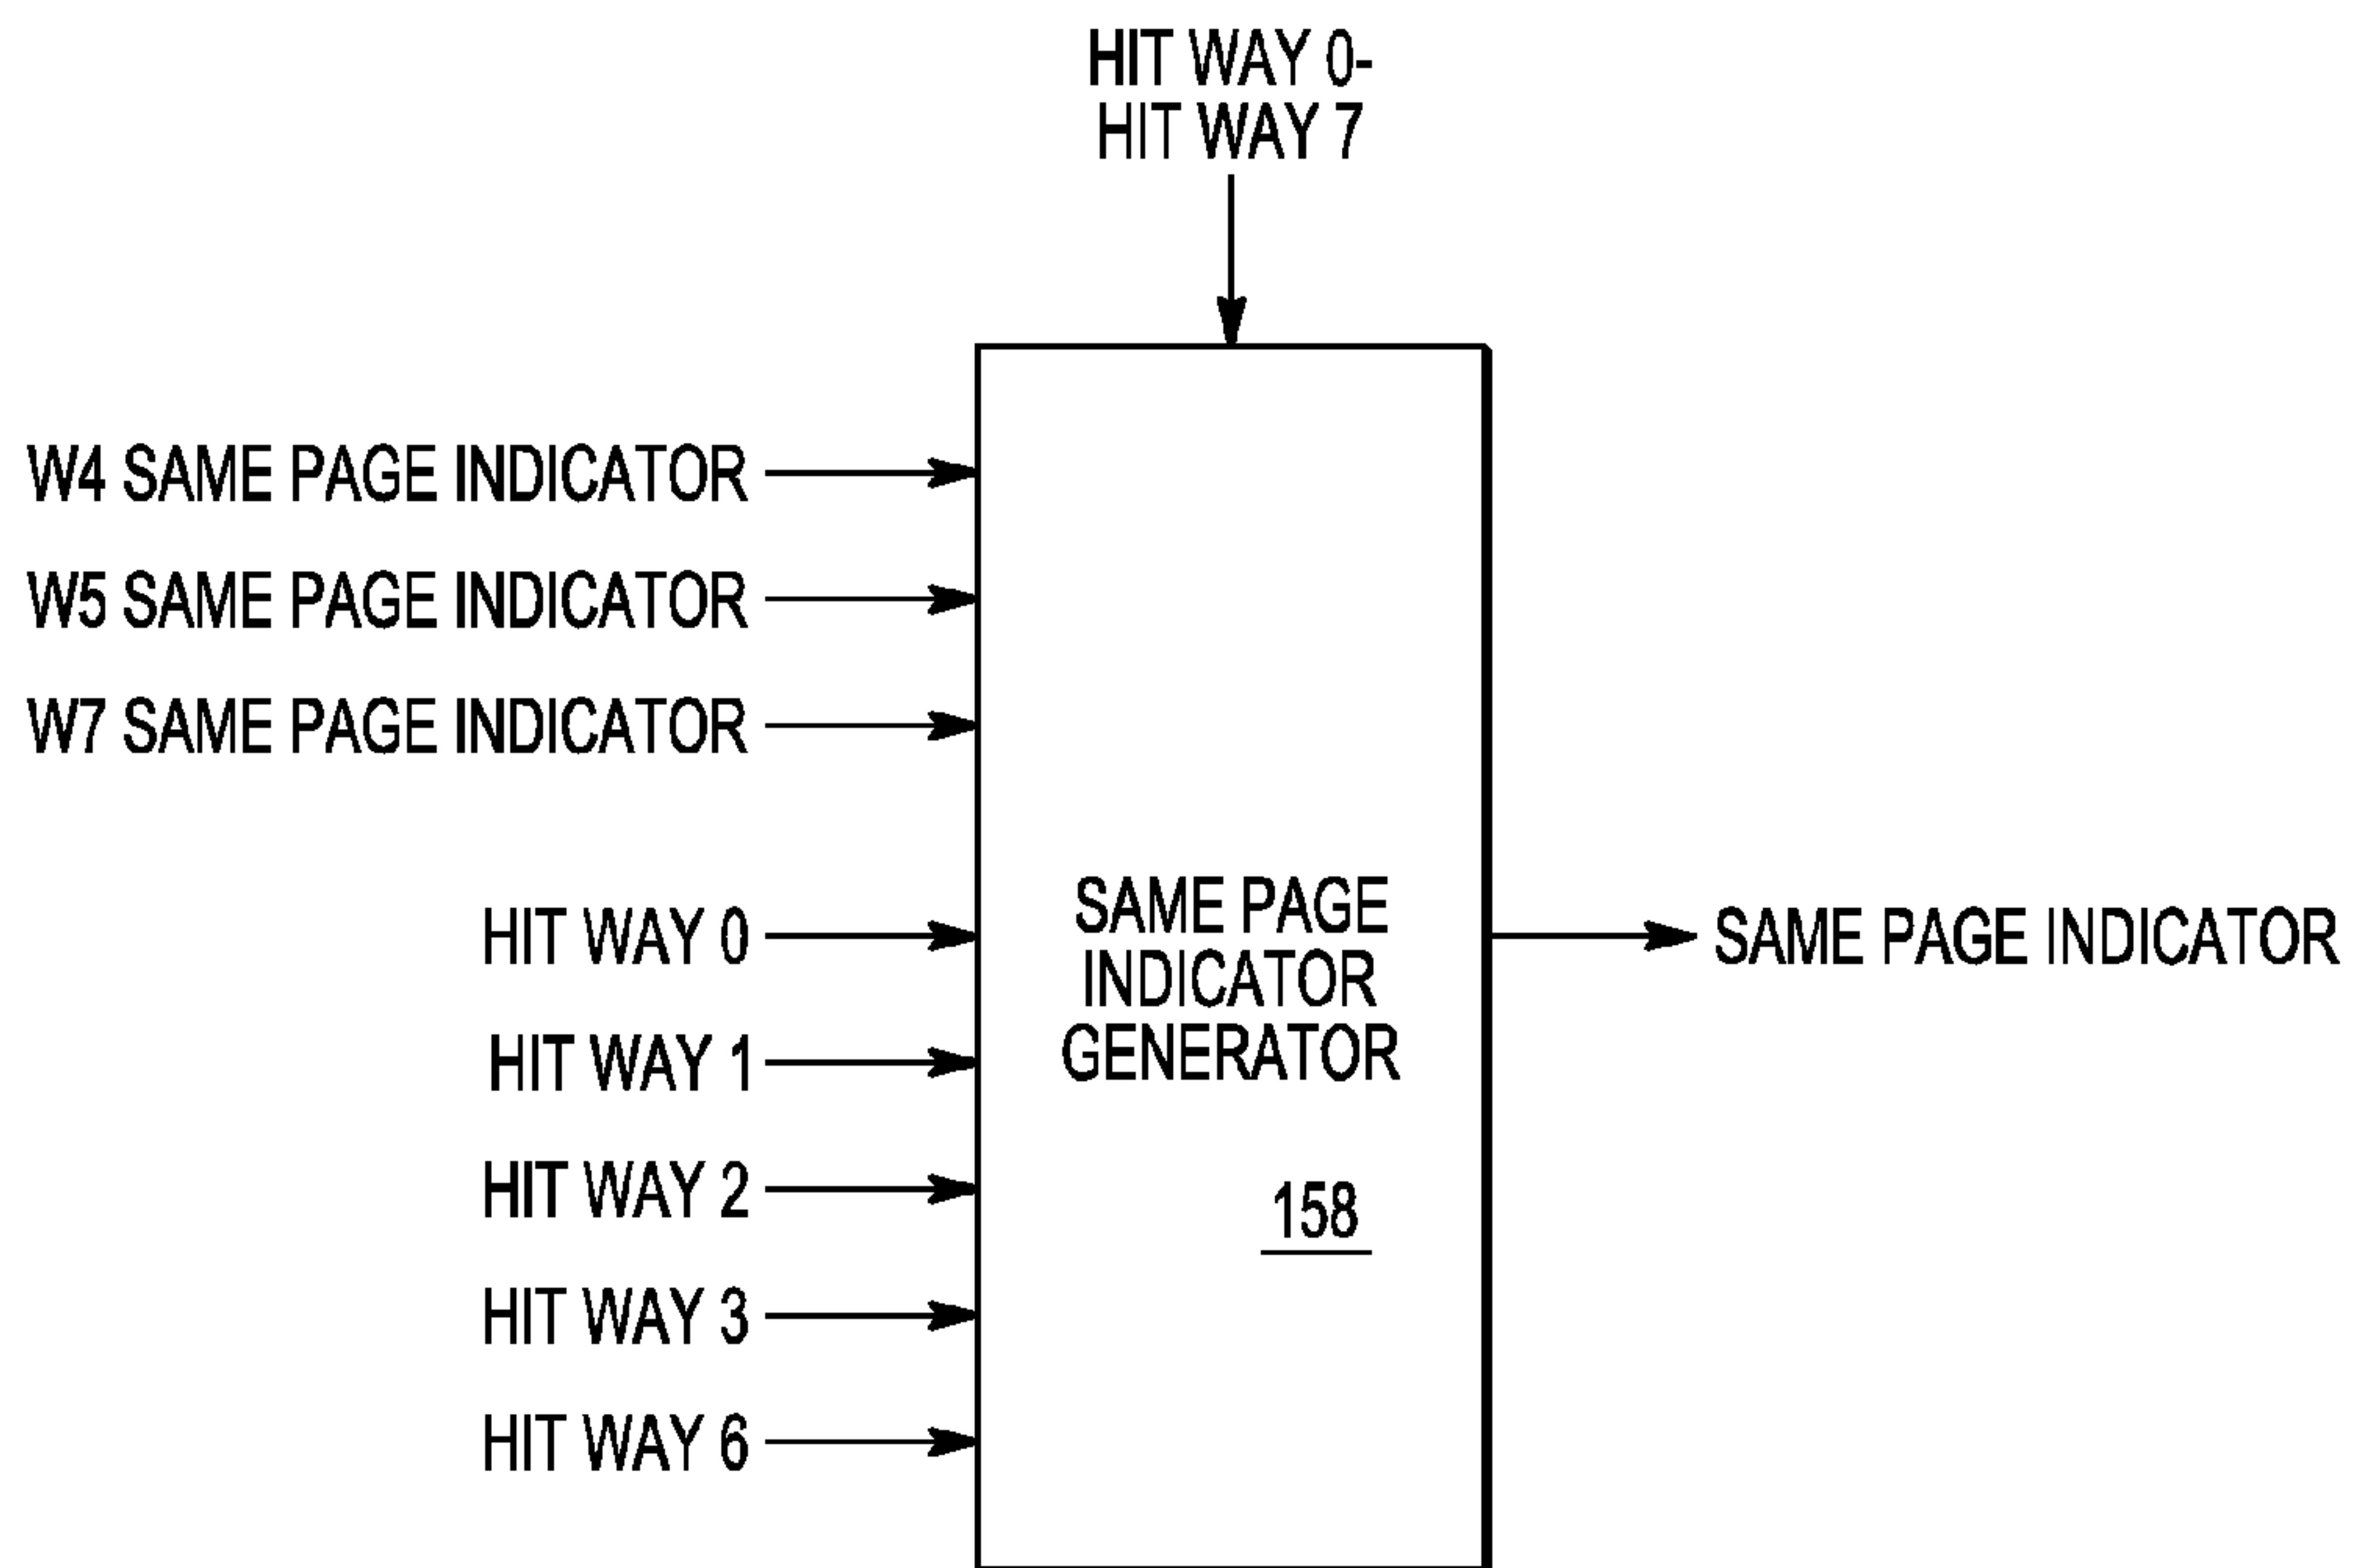 HIT WAY 0-
HIT WAY 7
W4 SAME PAGE INDICATOR
W5 SAME PAGE INDICATOR
W7 SAME PAGE INDICATOR
HIT WAY 0
HIT WAY 1
HIT WAY 2
HIT WAY 3
HIT WAY 6
SAME PAGE
INDICATOR
GENERATOR
158
SAME PAGE INDICATOR